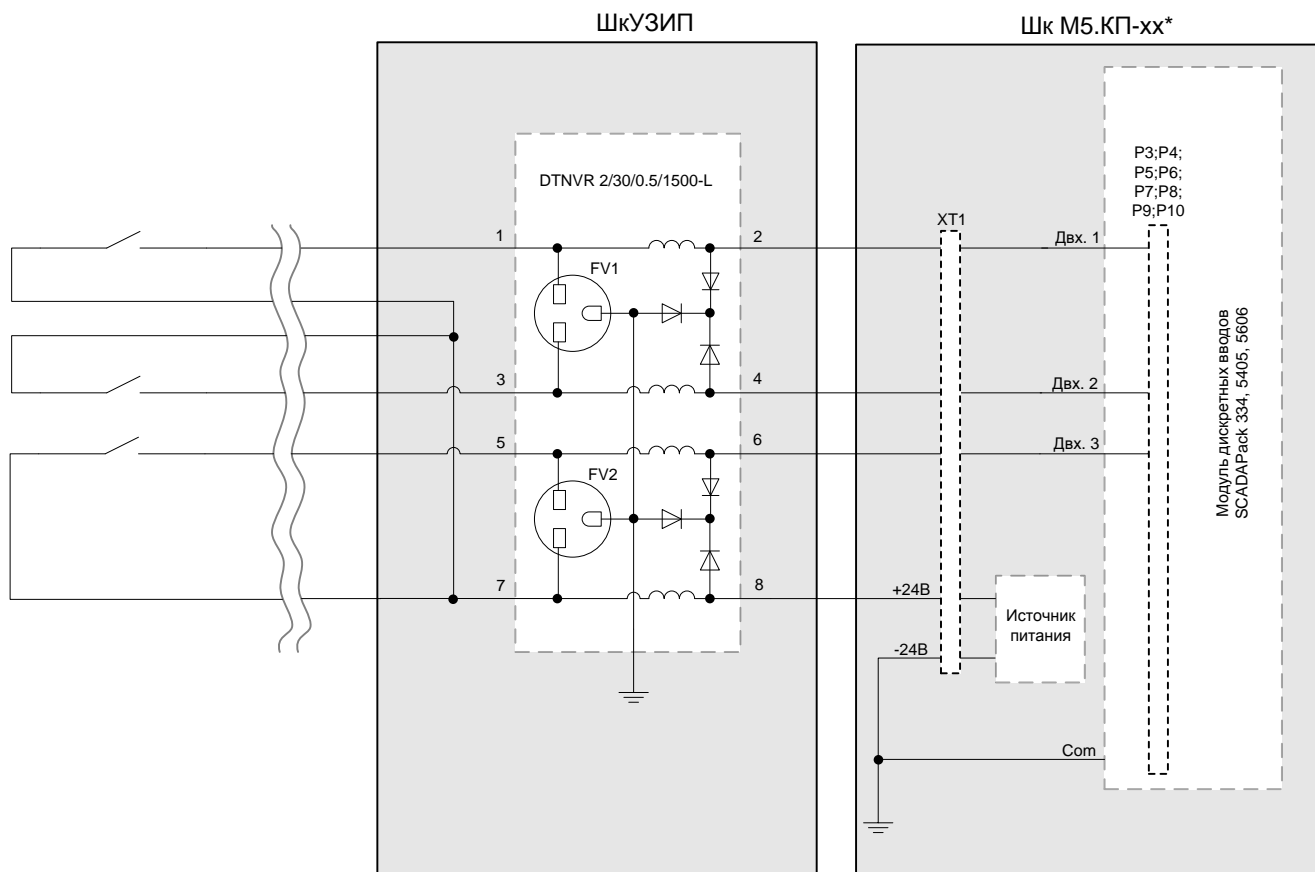 ШкУЗИП
Шк М5.КП-хх*
DTNVR 2/30/0.5/1500-L
P3;P4;
P5;P6;
P7;P8;
P9;P10
XT1
1
2
Двх. 1
FV1
3
4
Двх. 2
5
6
Двх. 3
FV2
Модуль дискретных вводов
SCADAPack 334, 5405, 5606
7
8
+24В
Источник
питания
-24В
Com